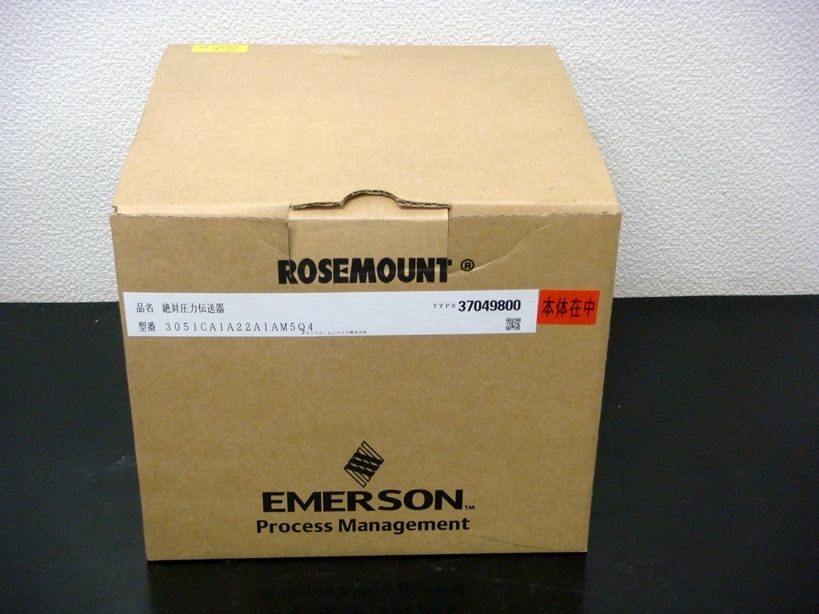 ROSEMOUNT ®
品名 絶対圧力伝送器
TYPE 37049800
本体在中
型番 3051CA1A22A1AM5Q4
EMERSON™
Process Management